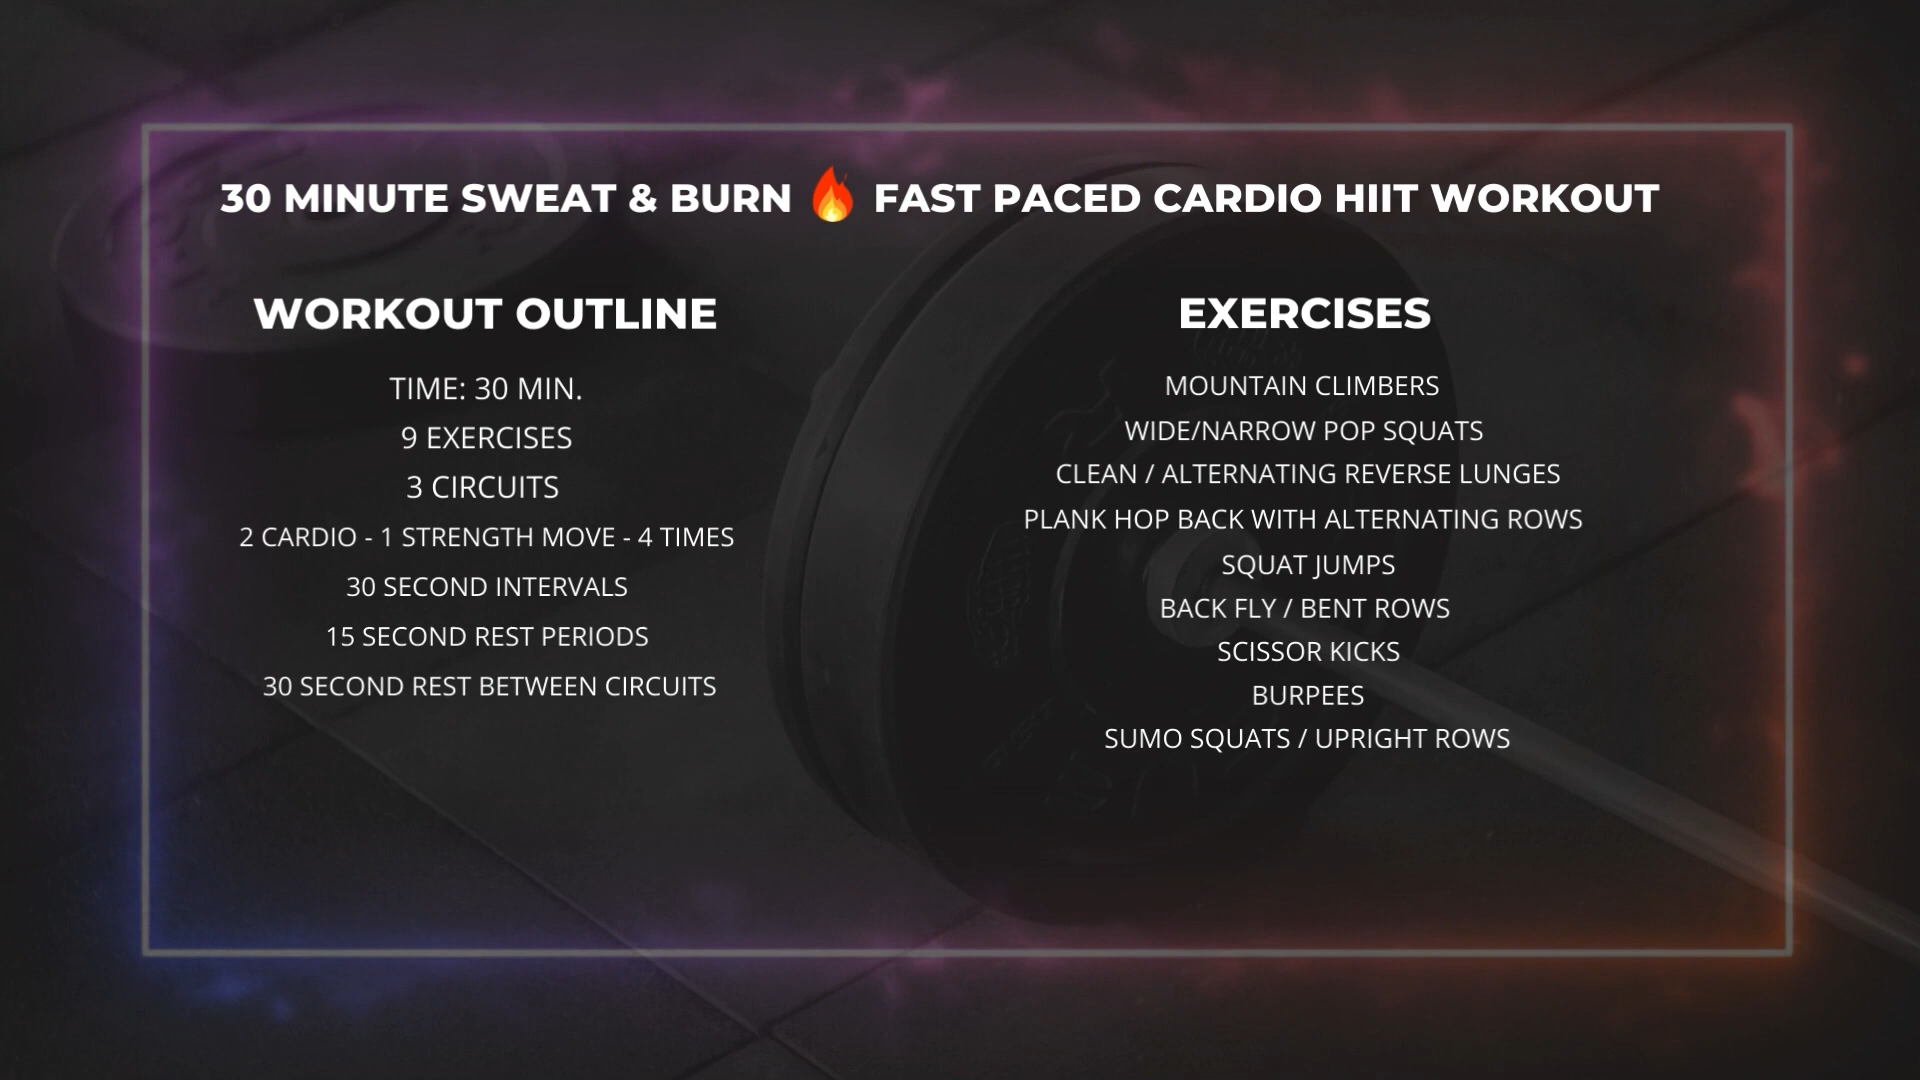 30 MINUTE SWEAT & BURN 🔥 FAST PACED CARDIO HIIT WORKOUT
WORKOUT OUTLINE
TIME: 30 MIN.
9 EXERCISES
3 CIRCUITS
2 CARDIO - 1 STRENGTH MOVE - 4 TIMES
30 SECOND INTERVALS
15 SECOND REST PERIODS
30 SECOND REST BETWEEN CIRCUITS
EXERCISES
MOUNTAIN CLIMBERS
WIDE/NARROW POP SQUATS
CLEAN / ALTERNATING REVERSE LUNGES
PLANK HOP BACK WITH ALTERNATING ROWS
SQUAT JUMPS
BACK FLY / BENT ROWS
SCISSOR KICKS
BURPEES
SUMO SQUATS / UPRIGHT ROWS